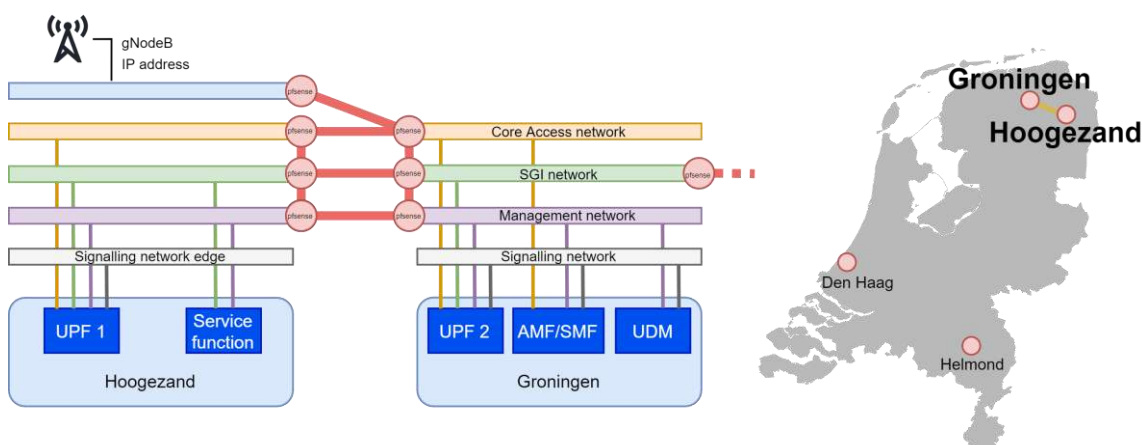 gNodeB
IP address
pfsense
pfsense
pfsense
Core Access network
pfsense
pfsense
SGI network
pfsense
pfsense
pfsense
Management network
Signalling network edge
Signalling network
UPF 1
Service
function
UPF 2
AMF/SMF
UDM
Hoogezand
Groningen
Groningen
Hoogezand
Den Haag
Helmond